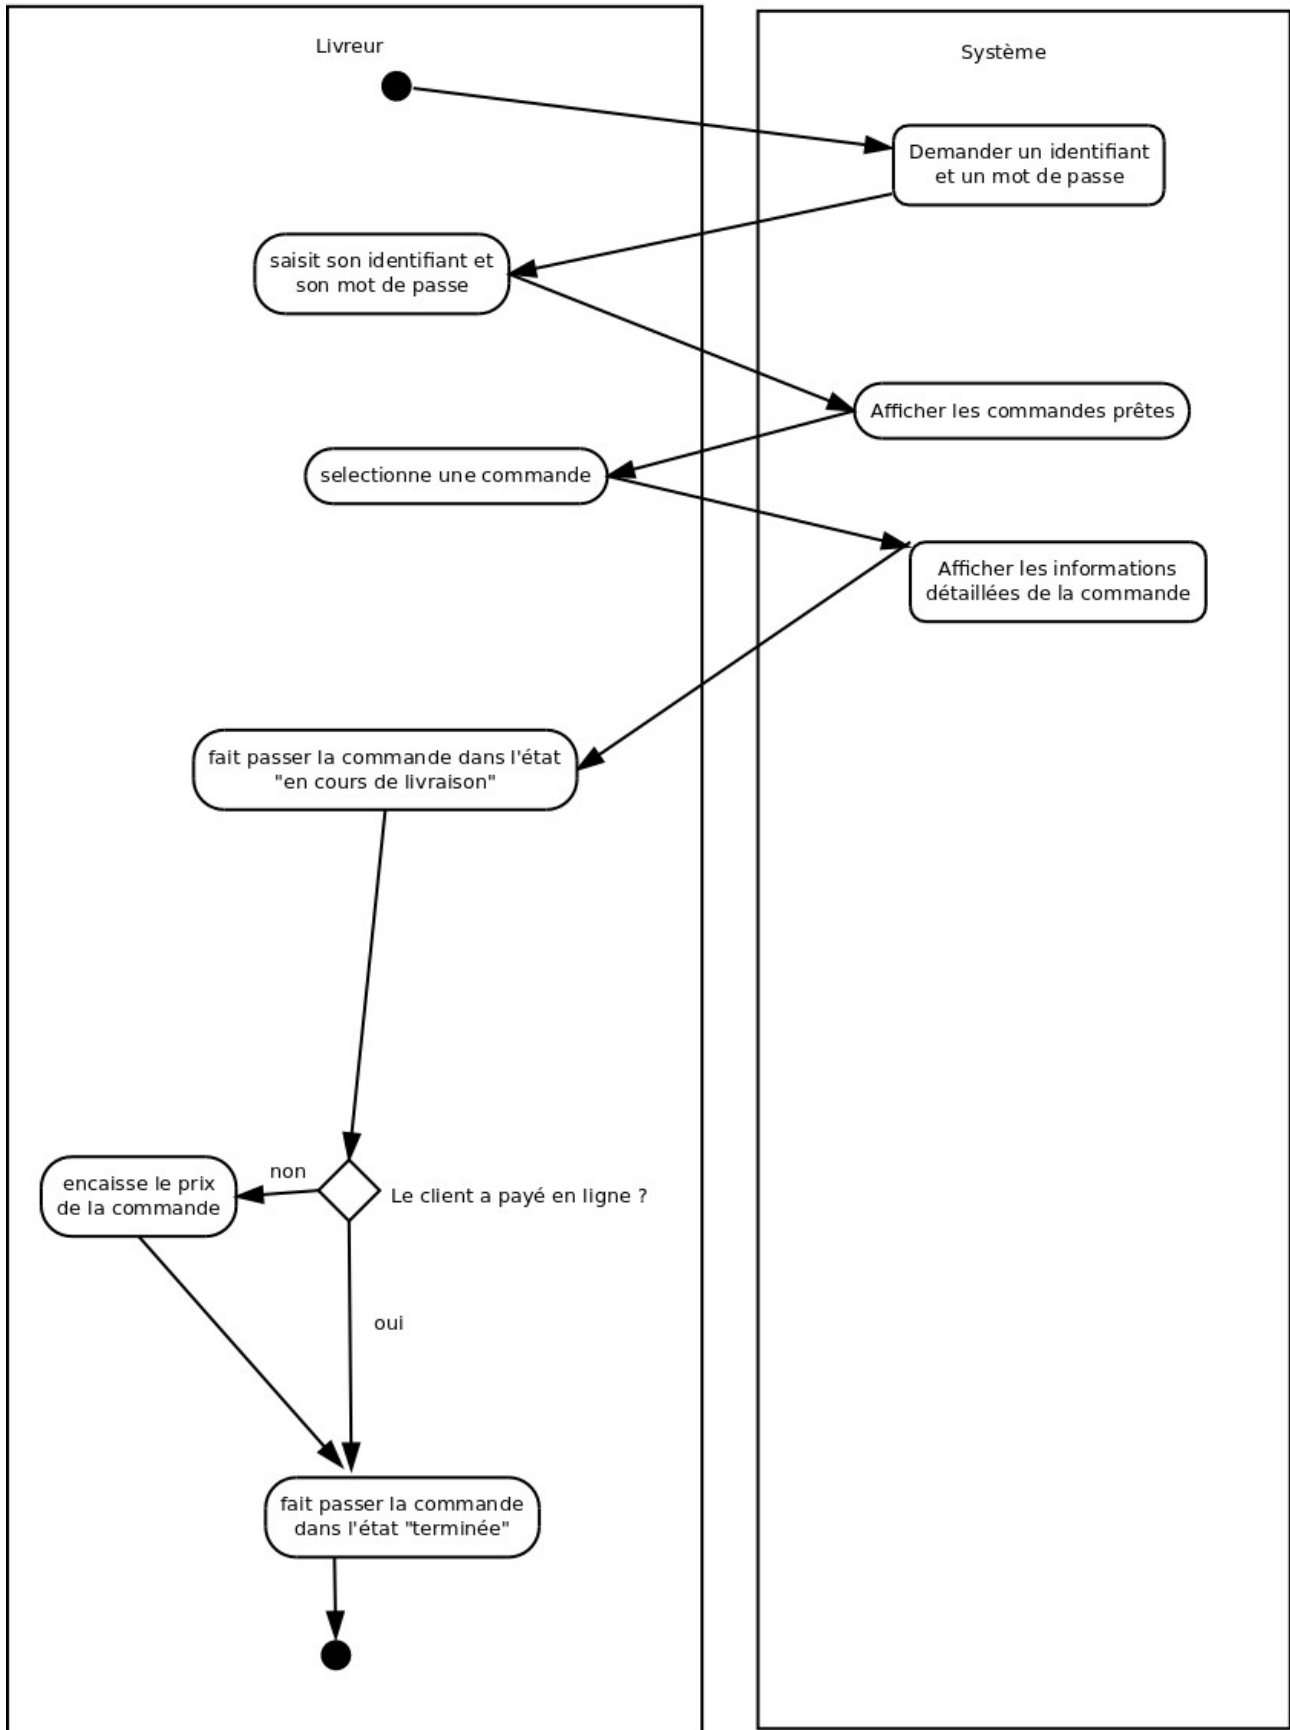 Livreur
Système
Demander un identifiant
et un mot de passe
saisit son identifiant et
son mot de passe
Afficher les commandes prêtes
selectionne une commande
Afficher les informations
détaillées de la commande
fait passer la commande dans l'état
"en cours de livraison"
non
encaisse le prix
de la commande
Le client a payé en ligne ?
oui
fait passer la commande
dans l'état "terminée"